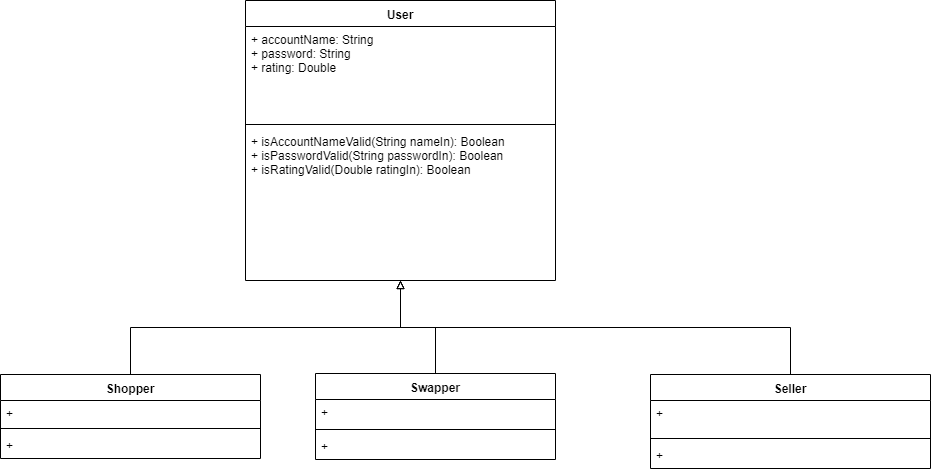 User
+ accountName: String
+ password: String
+ rating: Double
+ isAccountNameValid(String nameIn): Boolean
+ isPasswordValid(String passwordIn): Boolean
+ isRatingValid(Double ratingIn): Boolean
Shopper
+
+
Swapper
+
+
Seller
+
+